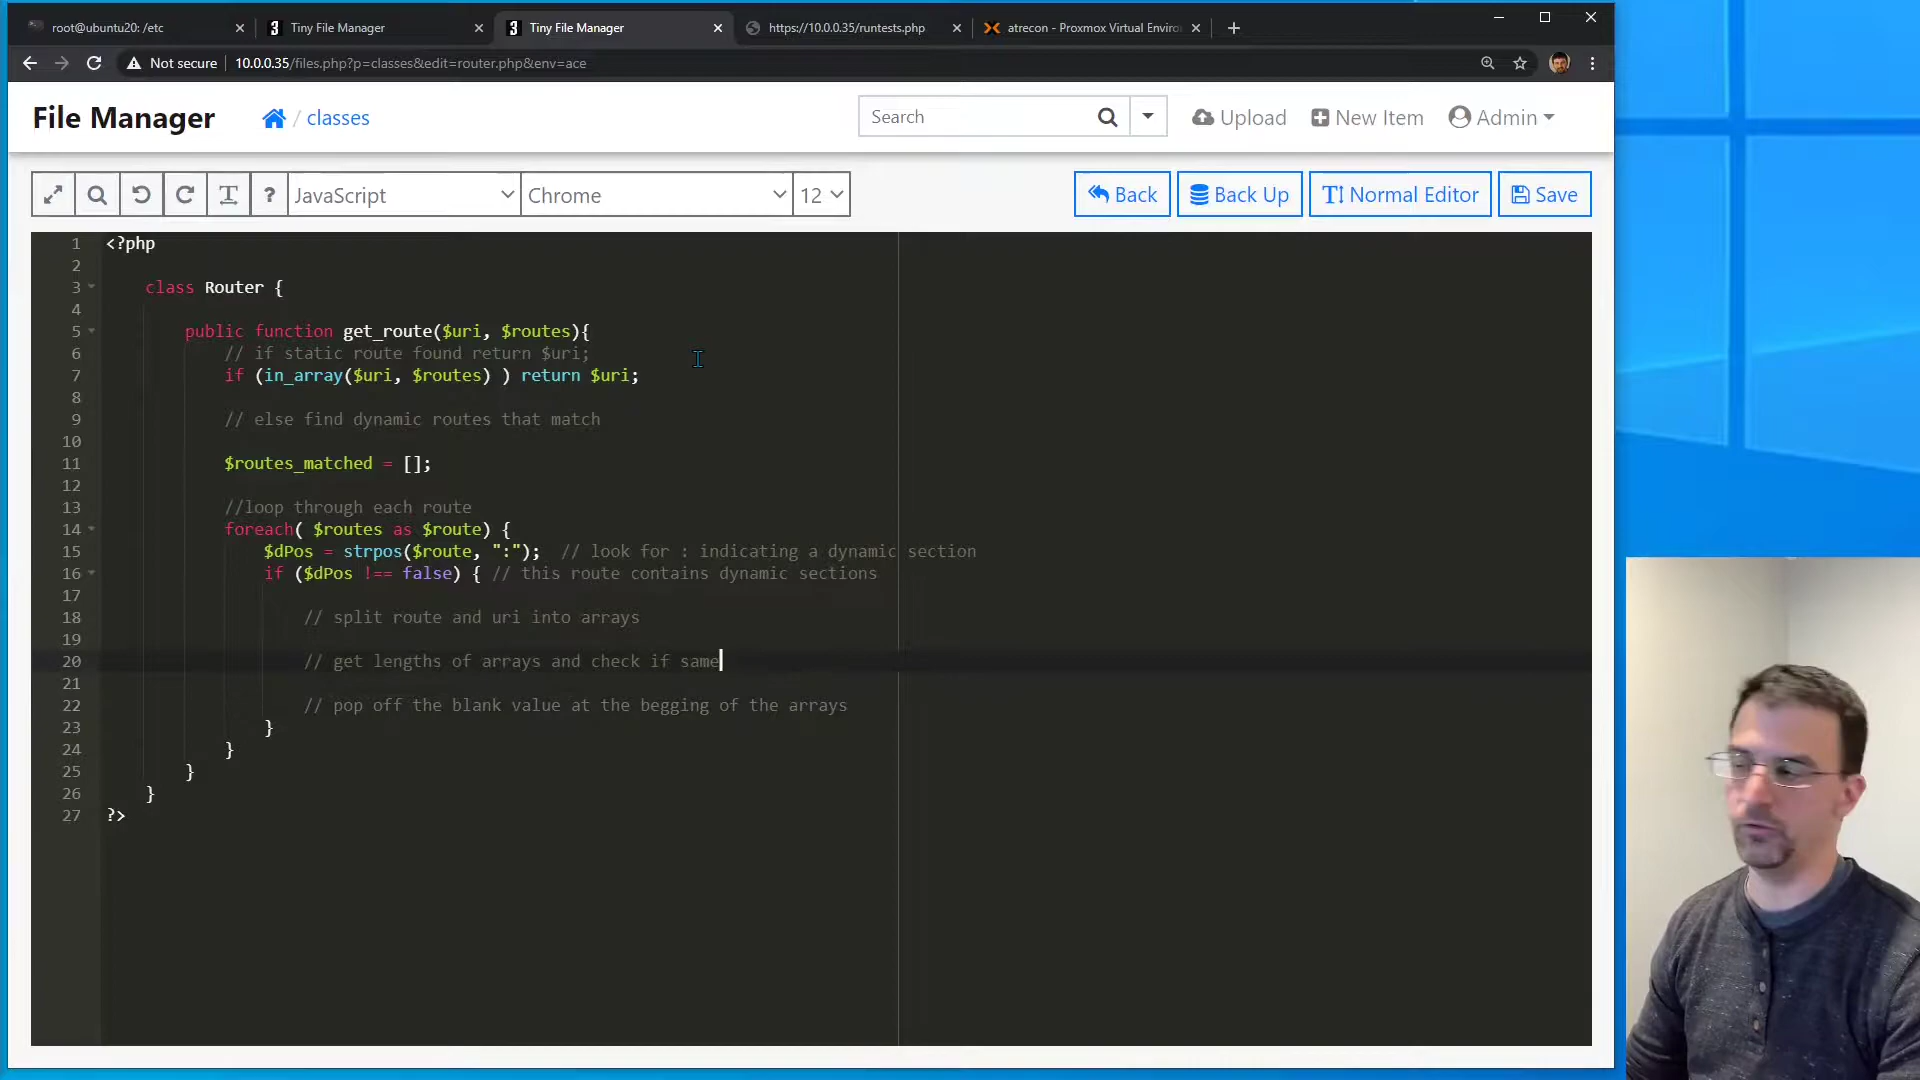 root@ubuntu20: /etc
Tiny File Manager
Tiny File Manager
https://10.0.0.35/runtests.php
atrecon - Proxmox Virtual Enviro
Not secure 10.0.0.35/files.php?p=classes&edit=router.php&env=ace
File Manager / classes
Search
Upload
New Item
Admin
? JavaScript Chrome 12
Back
Back Up
Normal Editor
Save
1 <?php
2
3 class Router {
4
5 public function get_route($uri, $routes){
6 // if static route found return $uri;
7 if (in_array($uri, $routes) ) return $uri;
8
9 // else find dynamic routes that match
10
11 $routes_matched = [];
12
13 //loop through each route
14 foreach( $routes as $route) {
15 $dPos = strpos($route, ":"); // look for : indicating a dynamic section
16 if ($dPos !== false) { // this route contains dynamic sections
17
18 // split route and uri into arrays
19
20 // get lengths of arrays and check if same
21
22 // pop off the blank value at the begging of the arrays
23 }
24 }
25 }
26 }
27 ?>